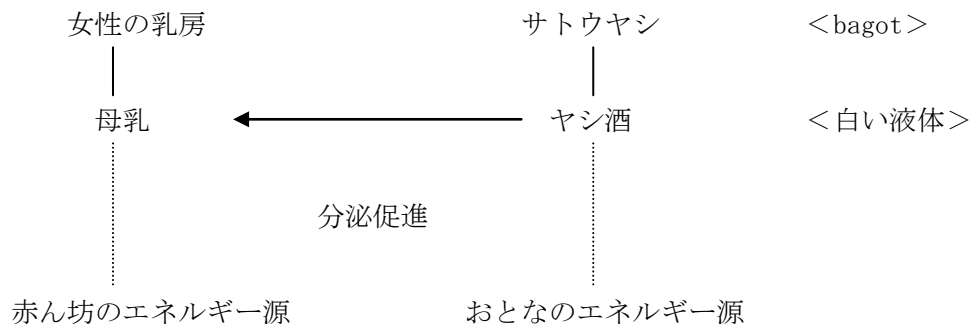 女性の乳房 サトウヤシ <bagot>
母乳 ヤシ酒 <白い液体>
分泌促進
赤ん坊のエネルギー源 おとなのエネルギー源